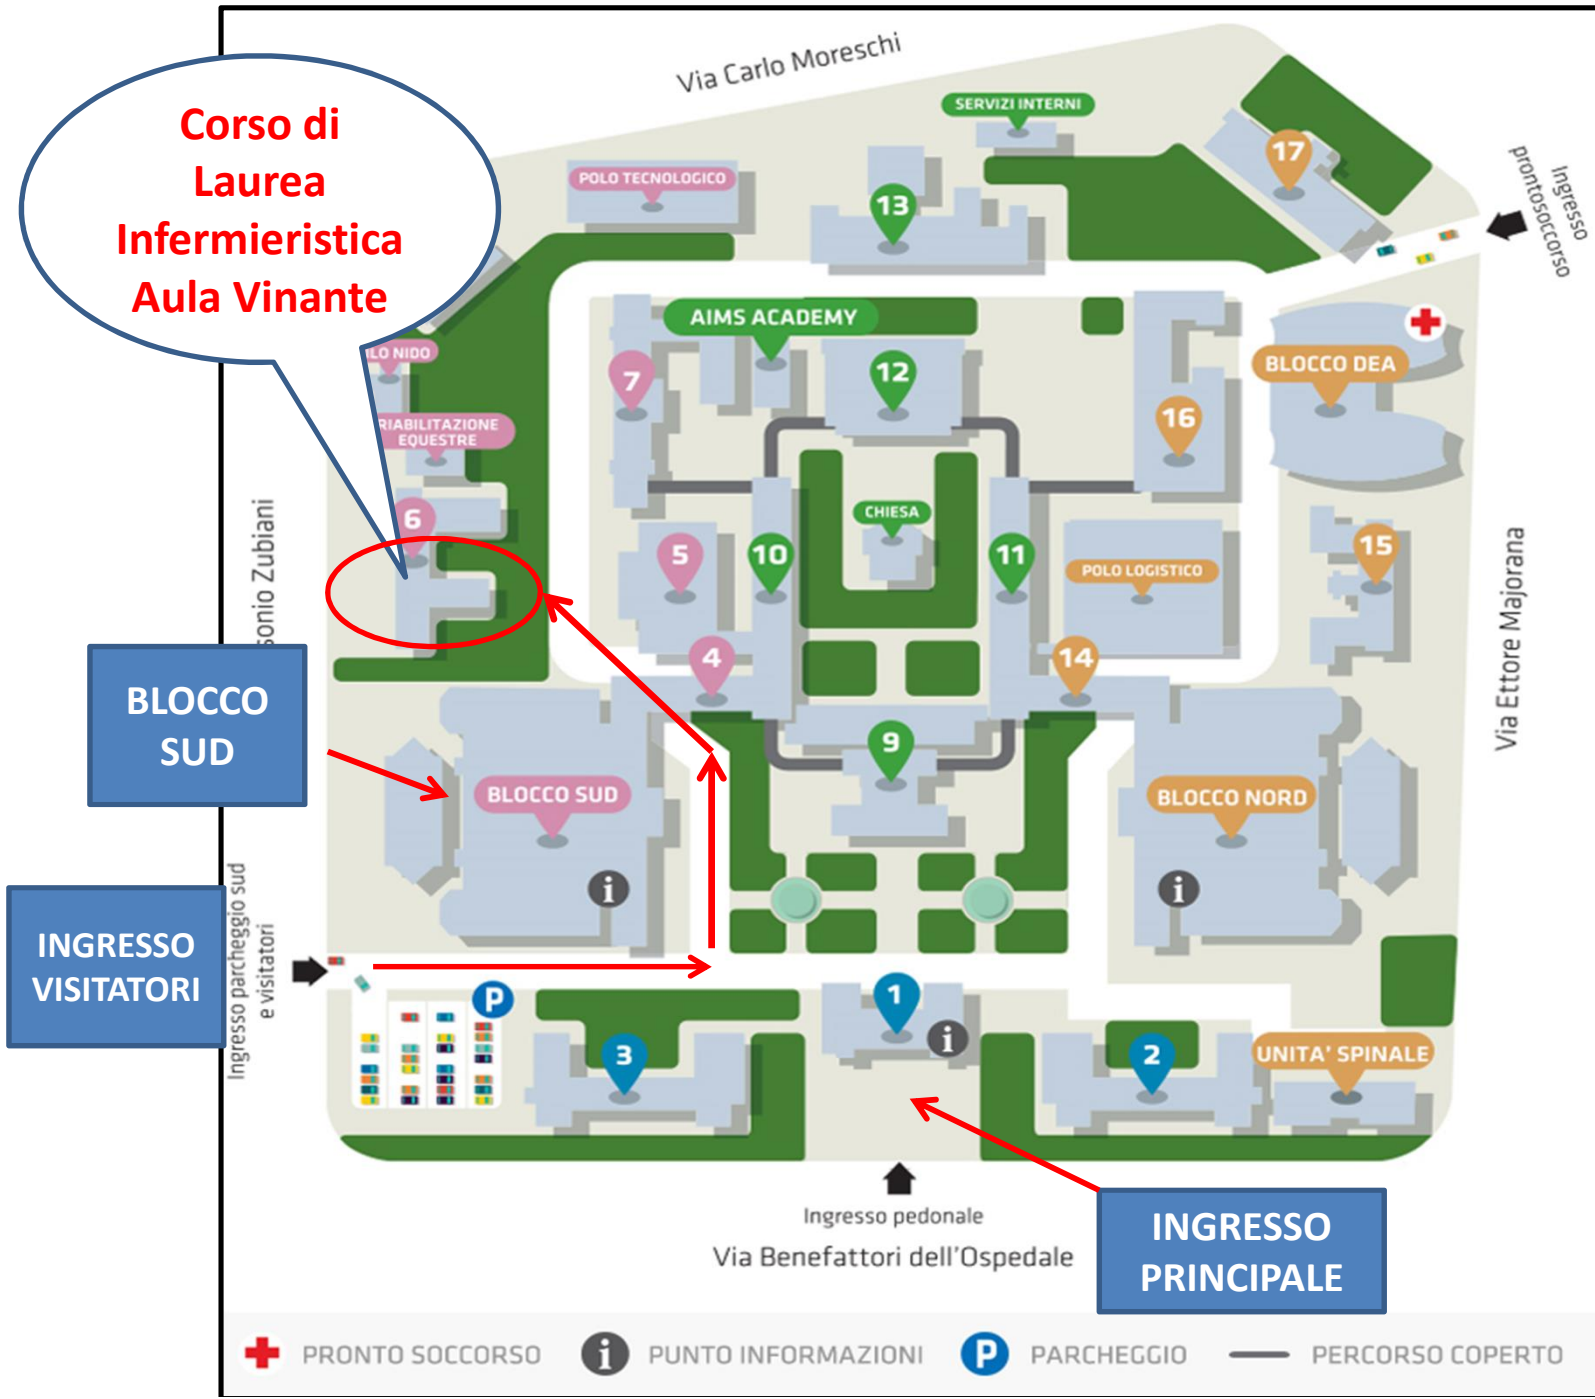 Via Carlo Moreschi
Corso di
Laurea
Infermieristica
Aula Vinante
SERVIZI INTERNI
17
Ingresso
prontosoccorso
POLO TECNOLOGICO
13
AIMS ACADEMY
BLOCCO DEA
LO NIDO
7
12
16
RIABILITAZIONE
EQUESTRE
6
CHIESA
5
10
11
15
POLO LOGISTICO
sonio Zubiani
Via Ettore Majorana
4
14
BLOCCO
SUD
9
BLOCCO SUD
BLOCCO NORD
i
i
INGRESSO
VISITATORI
Ingresso parcheggio sud
e visitatori
P
1
i
3
2
UNITA' SPINALE
Ingresso pedonale
Via Benefattori dell'Ospedale
INGRESSO
PRINCIPALE
PRONTO SOCCORSO
i PUNTO INFORMAZIONI
P PARCHEGGIO
PERCORSO COPERTO